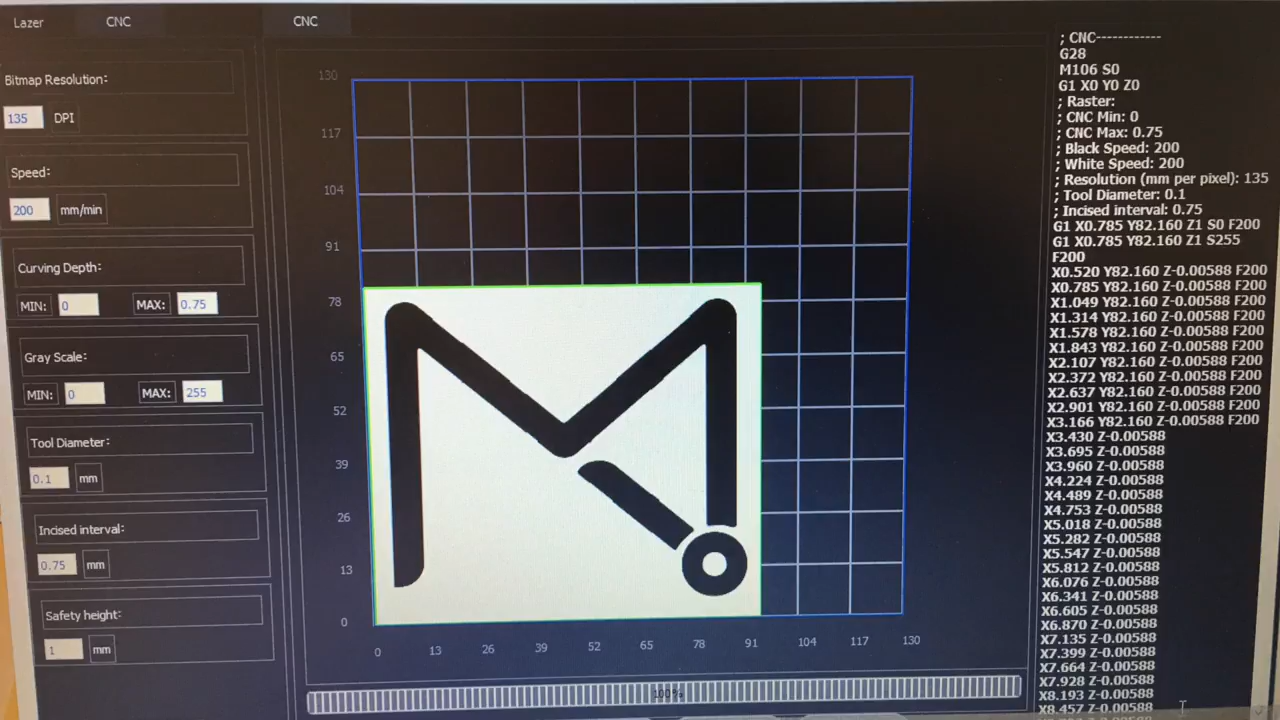 Lazer
CNC
CNC
Bitmap Resolution:
135
DPI
Speed:
200
mm/min
Curving Depth:
MIN:
0
MAX:
0.75
Gray Scale:
MIN:
0
MAX:
255
Tool Diameter:
0.1
mm
Incised interval:
0.75
mm
Safety height:
1
mm
130
117
104
91
78
65
52
39
26
13
0
0
13
26
39
52
65
78
91
104
117
130
100%
; CNC------------
G28
M106 S0
G1 X0 Y0 Z0
; Raster:
; CNC Min: 0
; CNC Max: 0.75
; Black Speed: 200
; White Speed: 200
; Resolution (mm per pixel): 135
; Tool Diameter: 0.1
; Incised interval: 0.75
G1 X0.785 Y82.160 Z1 S0 F200
G1 X0.785 Y82.160 Z1 S255
F200
X0.520 Y82.160 Z-0.00588 F200
X0.785 Y82.160 Z-0.00588 F200
X1.049 Y82.160 Z-0.00588 F200
X1.314 Y82.160 Z-0.00588 F200
X1.578 Y82.160 Z-0.00588 F200
X1.843 Y82.160 Z-0.00588 F200
X2.107 Y82.160 Z-0.00588 F200
X2.372 Y82.160 Z-0.00588 F200
X2.637 Y82.160 Z-0.00588 F200
X2.901 Y82.160 Z-0.00588 F200
X3.166 Y82.160 Z-0.00588 F200
X3.430 Z-0.00588
X3.695 Z-0.00588
X3.960 Z-0.00588
X4.224 Z-0.00588
X4.489 Z-0.00588
X4.753 Z-0.00588
X5.018 Z-0.00588
X5.282 Z-0.00588
X5.547 Z-0.00588
X5.812 Z-0.00588
X6.076 Z-0.00588
X6.341 Z-0.00588
X6.605 Z-0.00588
X6.870 Z-0.00588
X7.135 Z-0.00588
X7.399 Z-0.00588
X7.664 Z-0.00588
X7.928 Z-0.00588
X8.193 Z-0.00588
X8.457 Z-0.00588